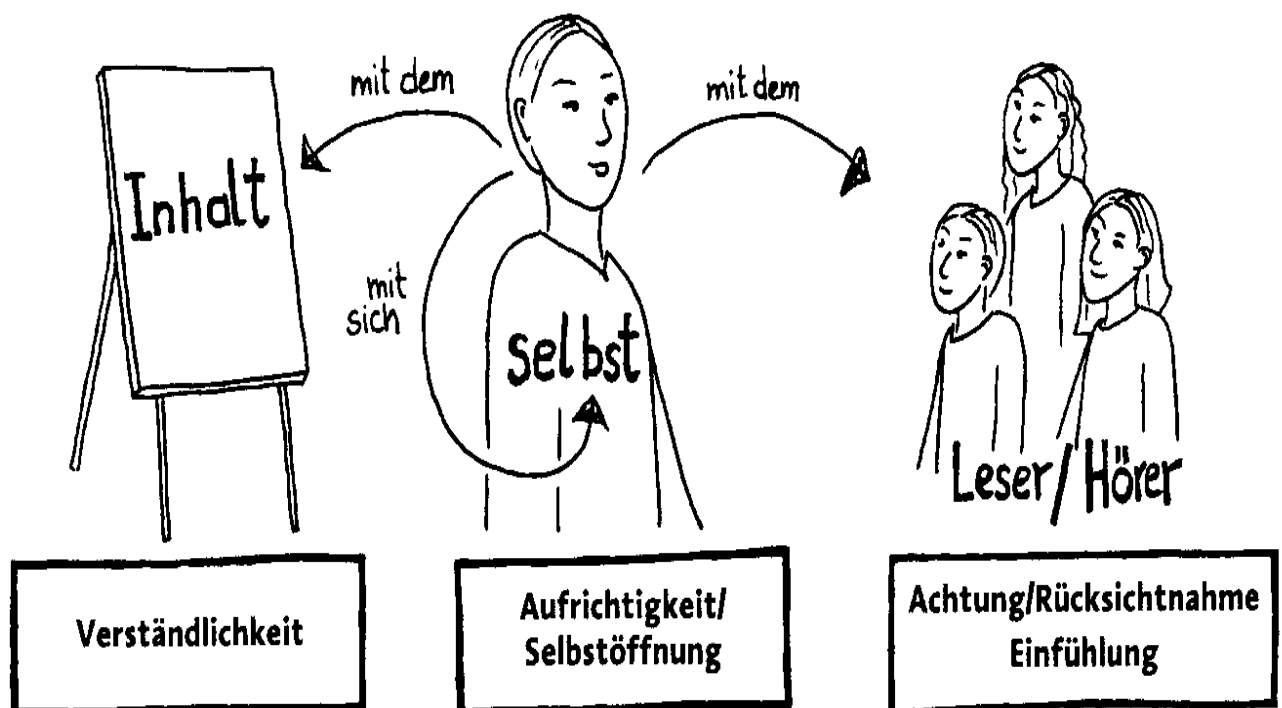 mit dem
mit dem
Inhalt
mit
sich
selbst
Leser/Hörer
Verständlichkeit
Aufrichtigkeit/
Selbstöffnung
Achtung/Rücksichtnahme
Einfühlung